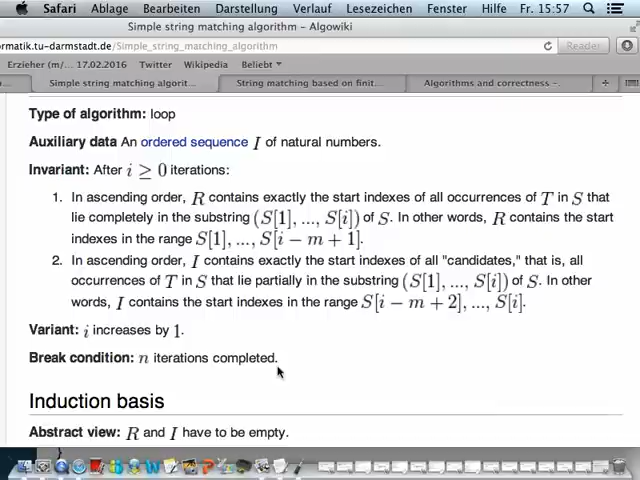 Safari Ablage Bearbeiten Darstellung Verlauf Lesezeichen Fenster Hilfe Fr. 15:57
Simple string matching algorithm - Algowiki
ormatik.tu-darmstadt.de/Simple_string_matching_algorithm Reader
Erzieher (m/... 17.02.2016 Twitter Wikipedia Beliebt
Simple string matching algorit... String matching based on finit... Algorithms and correctness –... +
Type of algorithm: loop
Auxiliary data An ordered sequence I of natural numbers.
Invariant: After i ≥ 0 iterations:
1. In ascending order, R contains exactly the start indexes of all occurrences of T in S that
lie completely in the substring (S[1], ..., S[i]) of S. In other words, R contains the start
indexes in the range S[1], ..., S[i − m + 1].
2. In ascending order, I contains exactly the start indexes of all "candidates," that is, all
occurrences of T in S that lie partially in the substring (S[1], ..., S[i]) of S. In other
words, I contains the start indexes in the range S[i − m + 2], ..., S[i].
Variant: i increases by 1.
Break condition: n iterations completed.
Induction basis
Abstract view: R and I have to be empty.